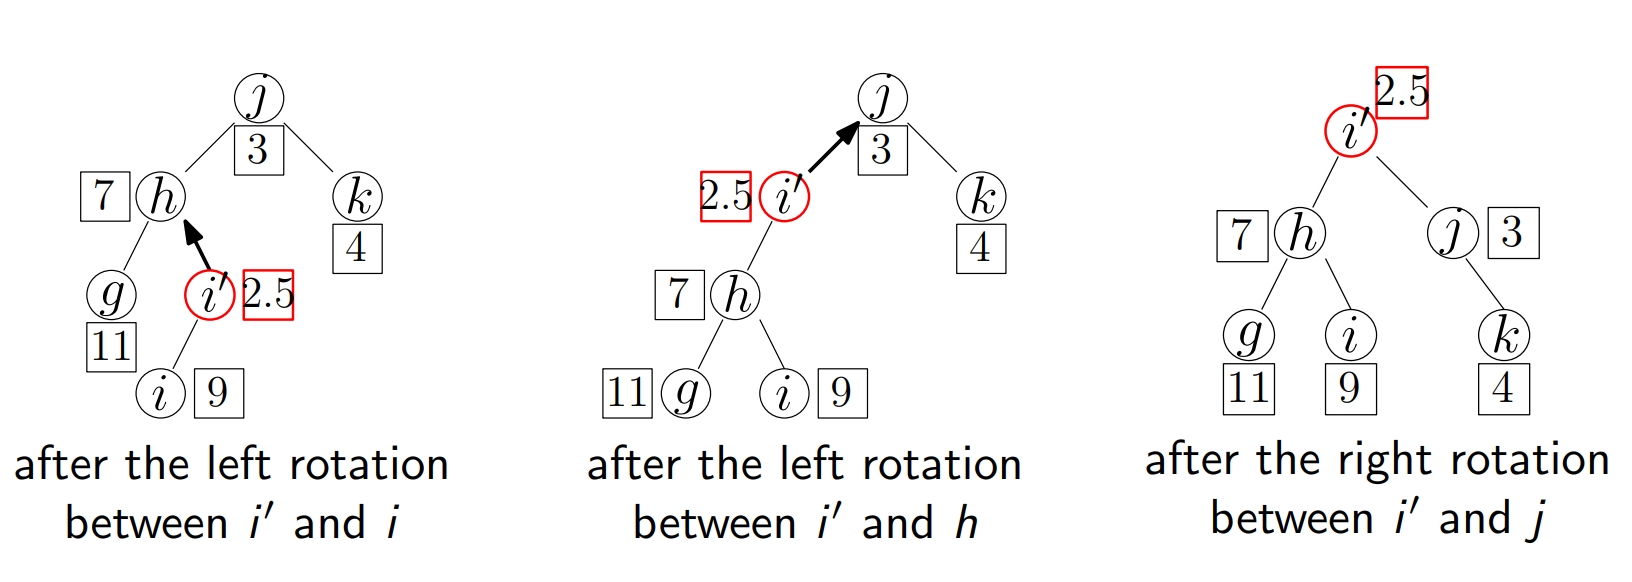 j
3
7 h k
4
g i′ 2.5
11
i 9
after the left rotation
between i′ and i
j
3
2.5 i′ k
4
7 h
11 g i 9
after the left rotation
between i′ and h
2.5
i′
7 h j 3
g i k
11 9 4
after the right rotation
between i′ and j